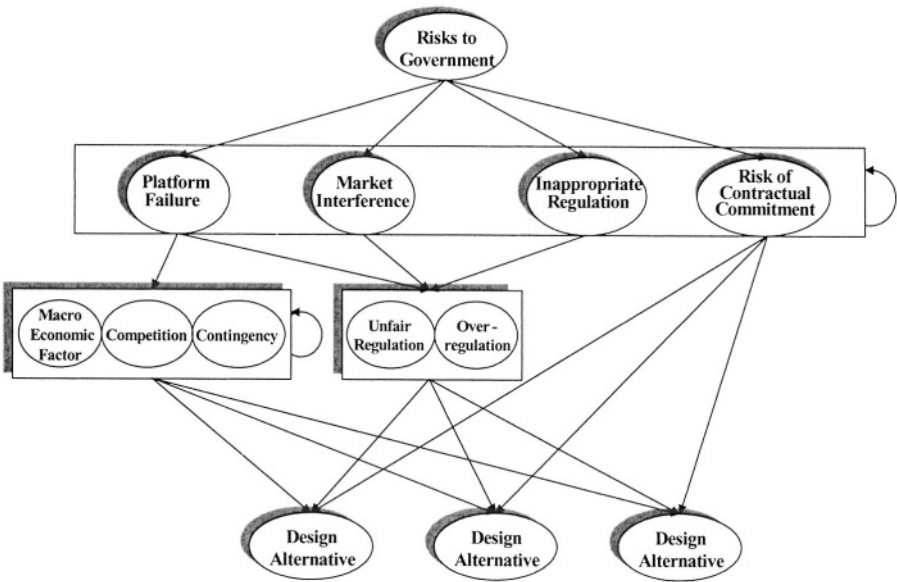 Risks to
Government
Platform
Failure
Market
Interference
Inappropriate
Regulation
Risk of
Contractual
Commitment
Macro
Economic
Factor
Competition
Contingency
Unfair
Regulation
Over-
regulation
Design
Alternative
Design
Alternative
Design
Alternative